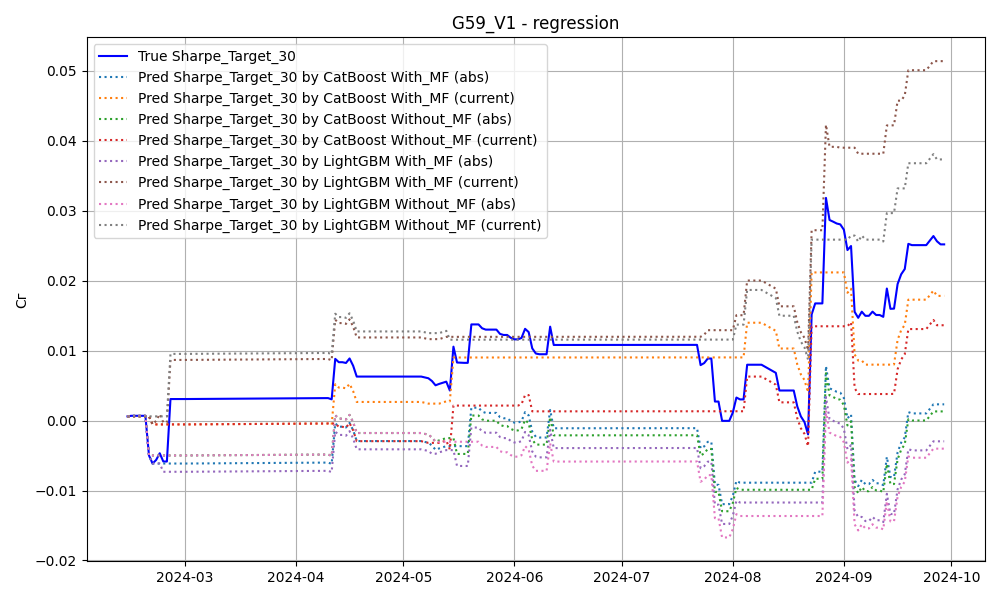 G59_V1 - regression
True Sharpe_Target_30
Pred Sharpe_Target_30 by CatBoost With_MF (abs)
Pred Sharpe_Target_30 by CatBoost With_MF (current)
Pred Sharpe_Target_30 by CatBoost Without_MF (abs)
Pred Sharpe_Target_30 by CatBoost Without_MF (current)
Pred Sharpe_Target_30 by LightGBM With_MF (abs)
Pred Sharpe_Target_30 by LightGBM With_MF (current)
Pred Sharpe_Target_30 by LightGBM Without_MF (abs)
Pred Sharpe_Target_30 by LightGBM Without_MF (current)
0.05
0.04
0.03
0.02
0.01
0.00
−0.01
−0.02
Cr
2024-03 2024-04 2024-05 2024-06 2024-07 2024-08 2024-09 2024-10